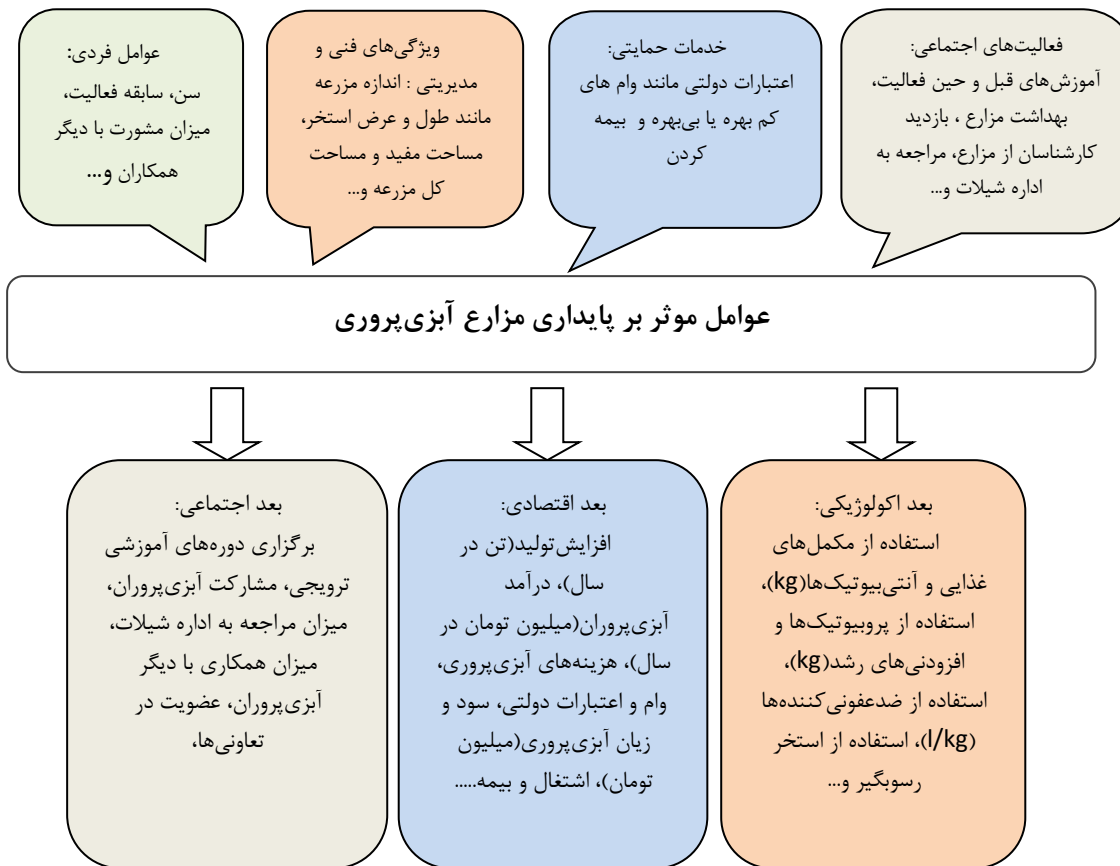 فعالیت‌های اجتماعی:
آموزش‌های قبل و حین فعالیت،
بهداشت مزارع ، بازدید
کارشناسان از مزارع، مراجعه به
اداره شیلات و...
خدمات حمایتی:
اعتبارات دولتی مانند وام های
کم بهره یا بی‌بهره و بیمه
کردن
ویژگی‌های فنی و
مدیریتی : اندازه مزرعه
مانند طول و عرض استخر،
مساحت مفید و مساحت
کل مزرعه و...
عوامل فردی:
سن، سابقه فعالیت،
میزان مشورت با دیگر
همکاران و...
عوامل موثر بر پایداری مزارع آبزی‌پروری
بعد اکولوژیکی:
استفاده از مکمل‌های
غذایی و آنتی‌بیوتیک‌ها(kg)،
استفاده از پروبیوتیک‌ها و
افزودنی‌های رشد(kg)،
استفاده از ضدعفونی‌کننده‌ها
(l/kg)، استفاده از استخر
رسوبگیر و...
بعد اقتصادی:
افزایش‌تولید(تن در
سال)، درآمد
آبزی‌پروران(میلیون تومان در
سال)، هزینه‌های آبزی‌پروری،
وام و اعتبارات دولتی، سود و
زیان آبزی‌پروری(میلیون
تومان)، اشتغال و بیمه.....
بعد اجتماعی:
برگزاری دوره‌های آموزشی
ترویجی، مشارکت آبزی‌پروران،
میزان مراجعه به اداره شیلات،
میزان همکاری با دیگر
آبزی‌پروران، عضویت در
تعاونی‌ها،